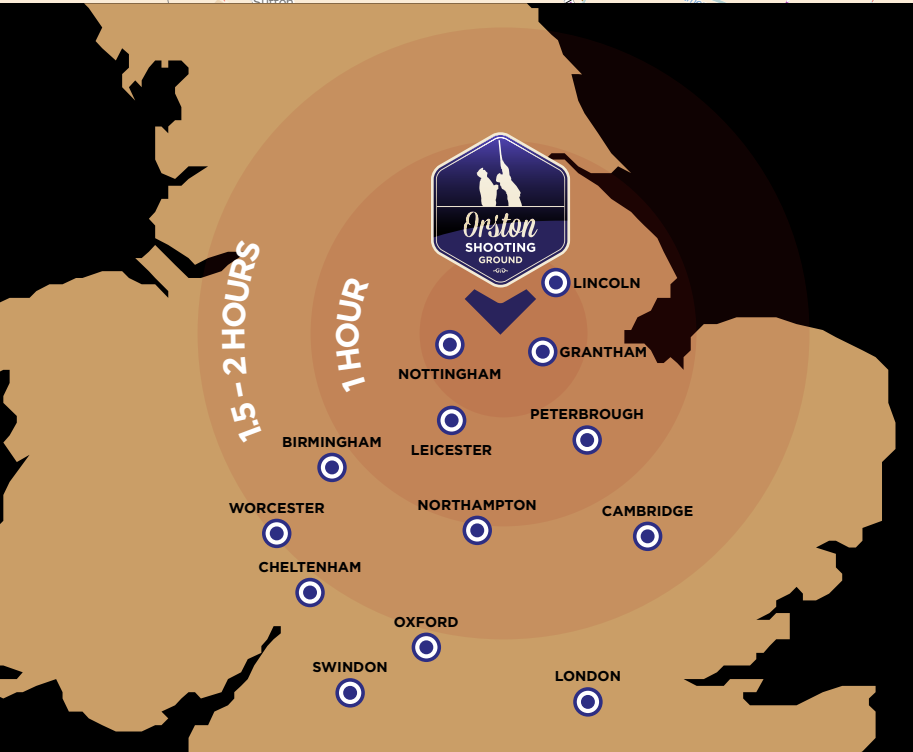 Sutton
Orston
SHOOTING
GROUND
LINCOLN
1.5 – 2 HOURS
1 HOUR
GRANTHAM
NOTTINGHAM
PETERBROUGH
BIRMINGHAM
LEICESTER
WORCESTER
NORTHAMPTON
CAMBRIDGE
CHELTENHAM
OXFORD
SWINDON
LONDON